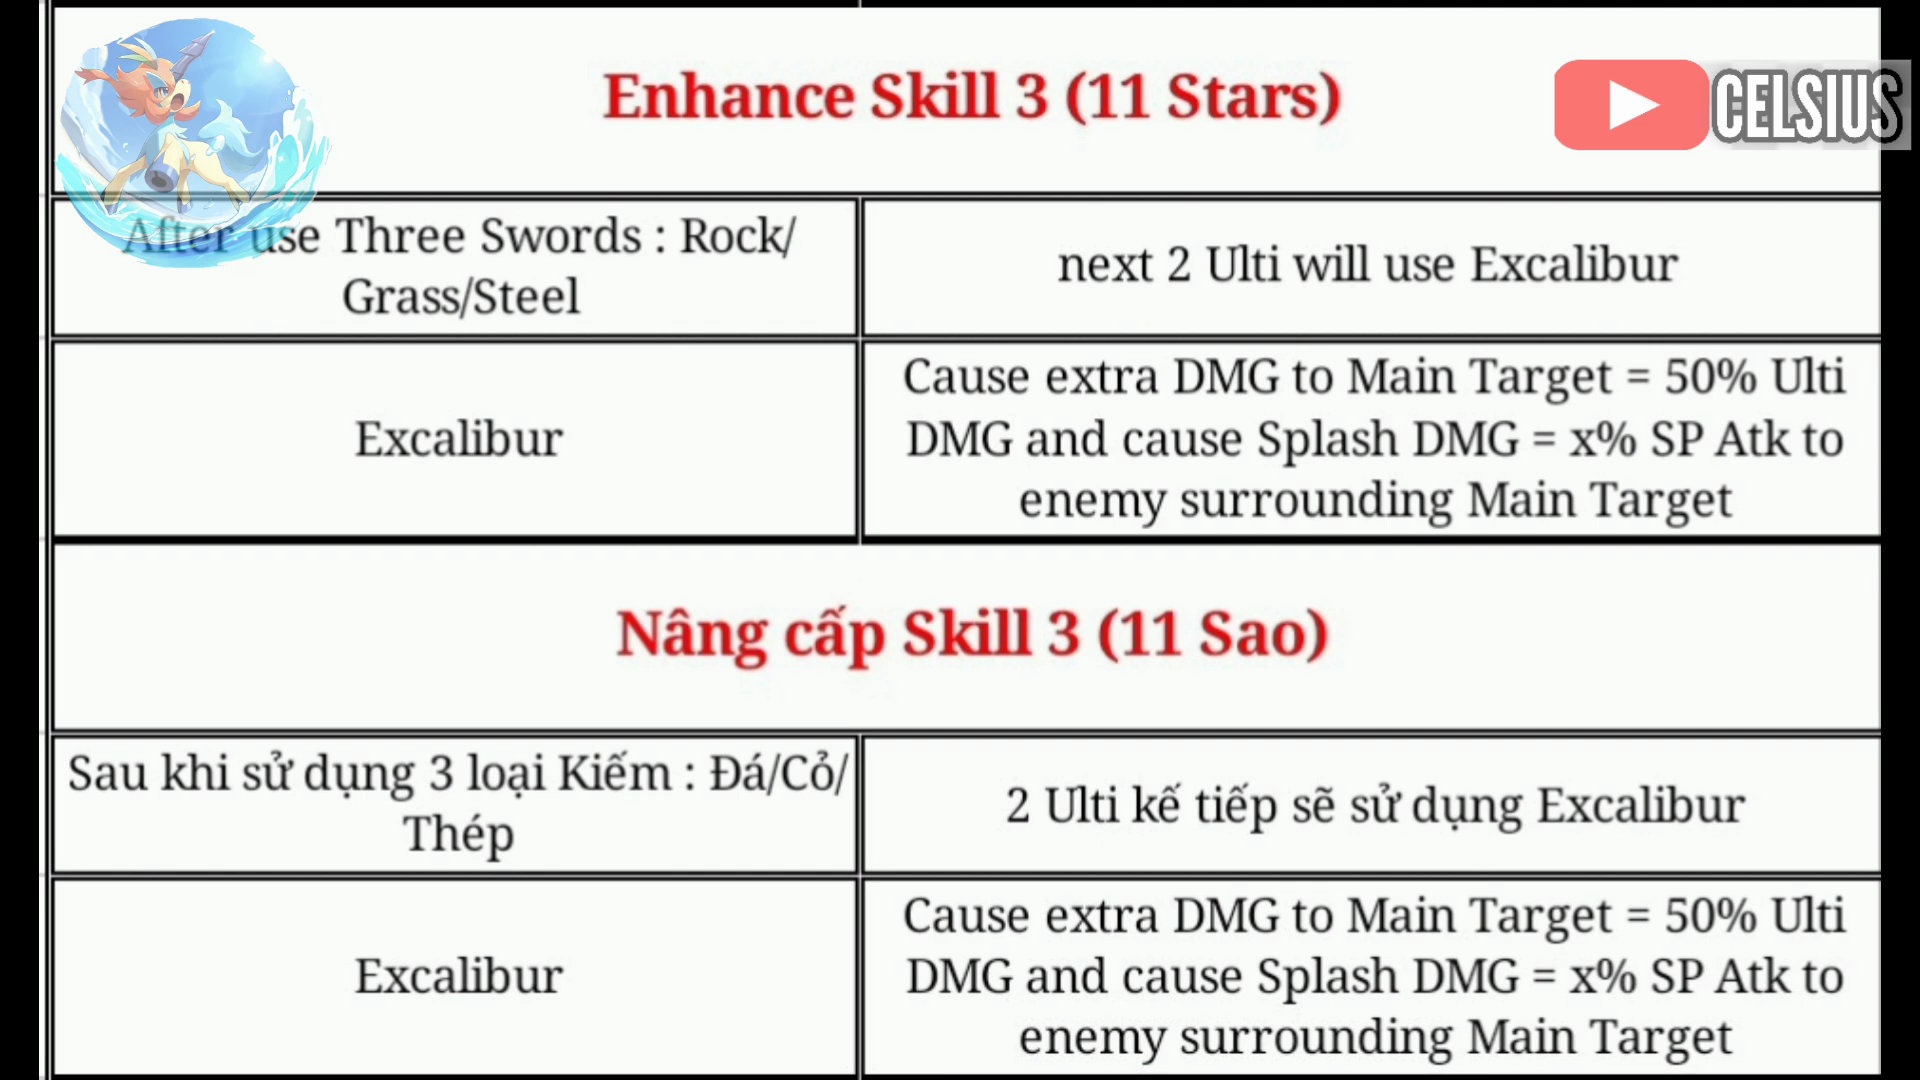 Enhance Skill 3 (11 Stars)
CELSIUS
After use Three Swords : Rock/
Grass/Steel
next 2 Ulti will use Excalibur
Excalibur
Cause extra DMG to Main Target = 50% Ulti
DMG and cause Splash DMG = x% SP Atk to
enemy surrounding Main Target
Nâng cấp Skill 3 (11 Sao)
Sau khi sử dụng 3 loại Kiếm : Đá/Cỏ/
Thép
2 Ulti kế tiếp sẽ sử dụng Excalibur
Excalibur
Cause extra DMG to Main Target = 50% Ulti
DMG and cause Splash DMG = x% SP Atk to
enemy surrounding Main Target